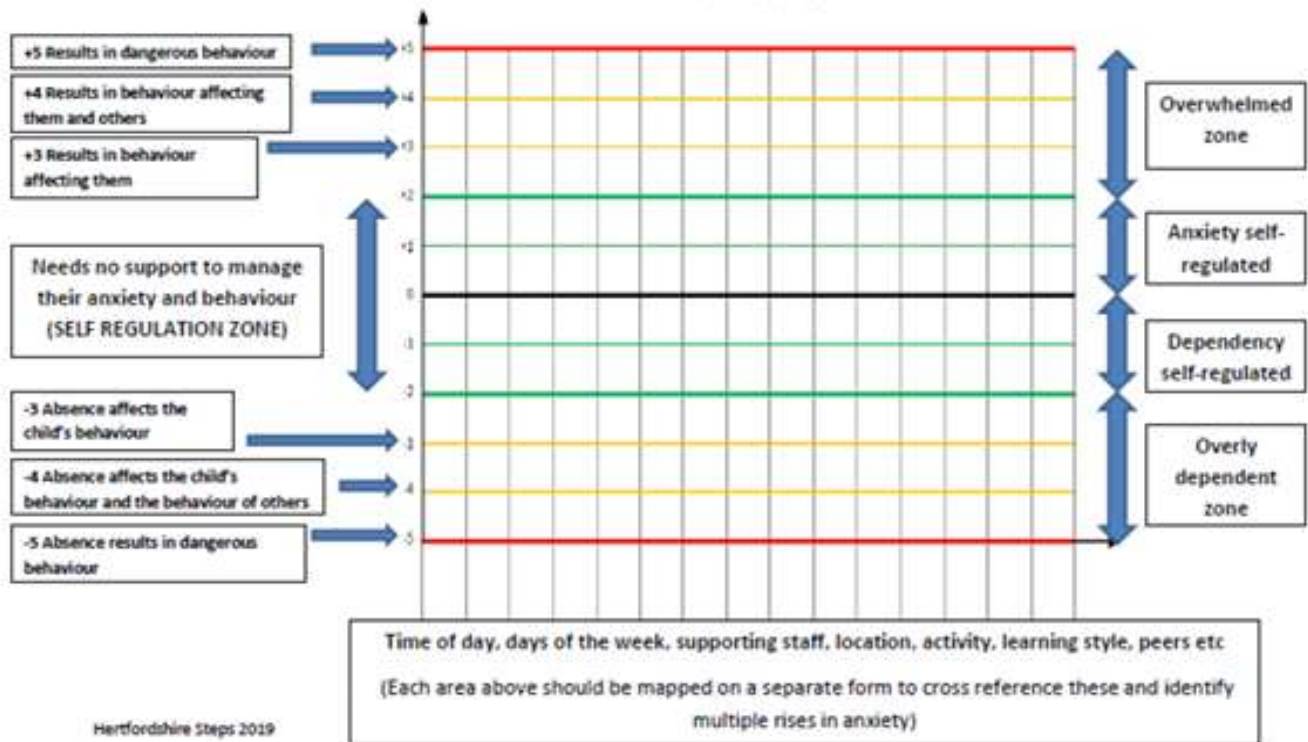 +5 Results in dangerous behaviour
+4 Results in behaviour affecting
them and others
+3 Results in behaviour
affecting them
Needs no support to manage
their anxiety and behaviour
(SELF REGULATION ZONE)
-3 Absence affects the
child's behaviour
-4 Absence affects the child's
behaviour and the behaviour of others
-5 Absence results in dangerous
behaviour
+5
+4
+3
+2
+1
0
-1
-2
-3
-4
-5
Overwhelmed
zone
Anxiety self-
regulated
Dependency
self-regulated
Overly
dependent
zone
Time of day, days of the week, supporting staff, location, activity, learning style, peers etc
(Each area above should be mapped on a separate form to cross reference these and identify
multiple rises in anxiety)
Hertfordshire Steps 2019